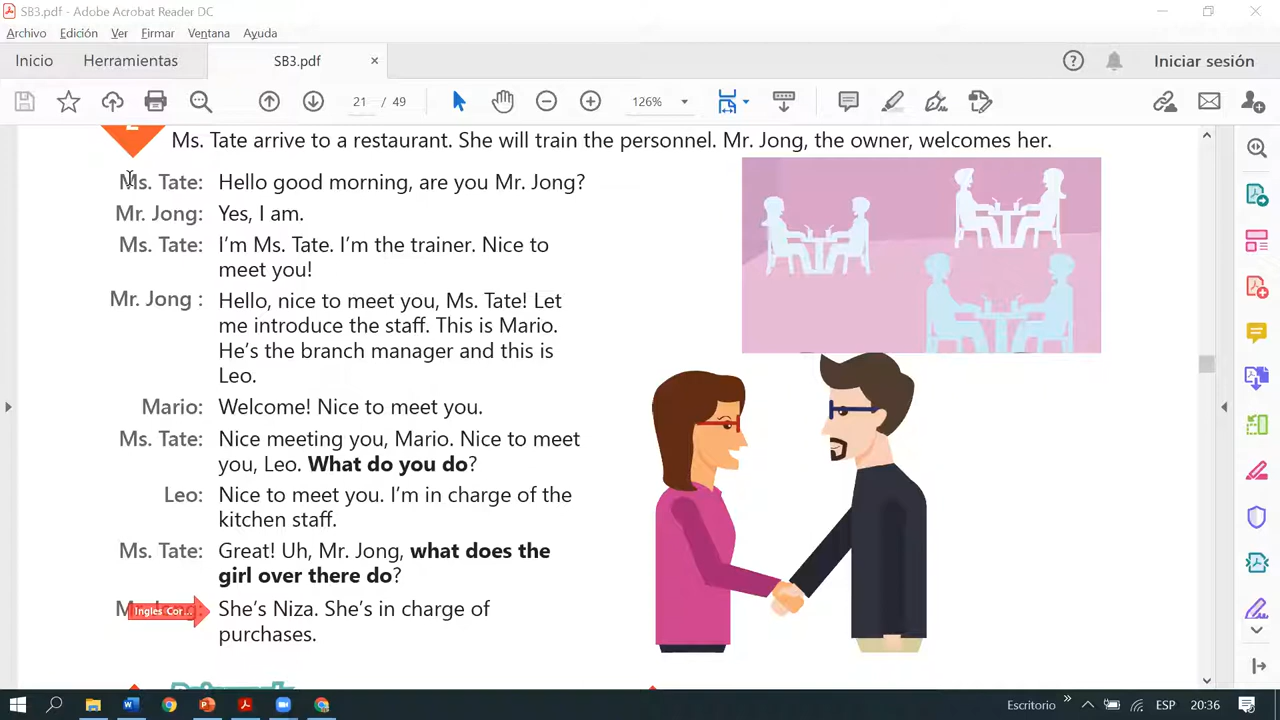 SB3.pdf - Adobe Acrobat Reader DC
Archivo Edición Ver Firmar Ventana Ayuda
Inicio Herramientas SB3.pdf × Iniciar sesión
21 / 49 126%
Ms. Tate arrive to a restaurant. She will train the personnel. Mr. Jong, the owner, welcomes her.
Ms. Tate: Hello good morning, are you Mr. Jong?
Mr. Jong: Yes, I am.
Ms. Tate: I'm Ms. Tate. I'm the trainer. Nice to
meet you!
Mr. Jong : Hello, nice to meet you, Ms. Tate! Let
me introduce the staff. This is Mario.
He's the branch manager and this is
Leo.
Mario: Welcome! Nice to meet you.
Ms. Tate: Nice meeting you, Mario. Nice to meet
you, Leo. What do you do?
Leo: Nice to meet you. I'm in charge of the
kitchen staff.
Ms. Tate: Great! Uh, Mr. Jong, what does the
girl over there do?
Ingles Cor... She's Niza. She's in charge of
purchases.
Escritorio ESP 20:36